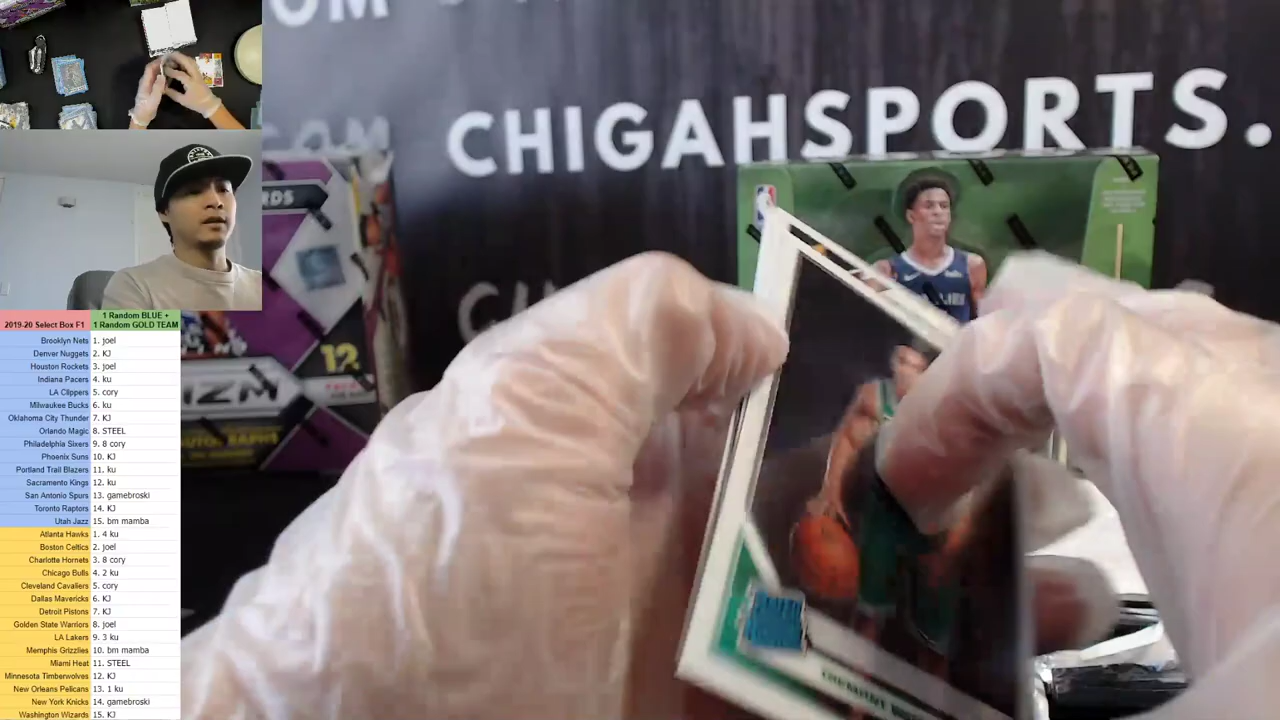 CHIGAHSPORTS.
12
2019-20 Select Box F1
1 Random BLUE +
1 Random GOLD TEAM
Brooklyn Nets 1. joel
Denver Nuggets 2. KJ
Houston Rockets 3. joel
Indiana Pacers 4. ku
LA Clippers 5. cory
Milwaukee Bucks 6. ku
Oklahoma City Thunder 7. KJ
Orlando Magic 8. STEEL
Philadelphia Sixers 9. 8 cory
Phoenix Suns 10. KJ
Portland Trail Blazers 11. ku
Sacramento Kings 12. ku
San Antonio Spurs 13. gamebroski
Toronto Raptors 14. KJ
Utah Jazz 15. bm mamba
Atlanta Hawks 1. 4 ku
Boston Celtics 2. joel
Charlotte Hornets 3. 8 cory
Chicago Bulls 4. 2 ku
Cleveland Cavaliers 5. cory
Dallas Mavericks 6. KJ
Detroit Pistons 7. KJ
Golden State Warriors 8. joel
LA Lakers 9. 3 ku
Memphis Grizzlies 10. bm mamba
Miami Heat 11. STEEL
Minnesota Timberwolves 12. KJ
New Orleans Pelicans 13. 1 ku
New York Knicks 14. gamebroski
Washington Wizards 15. KJ